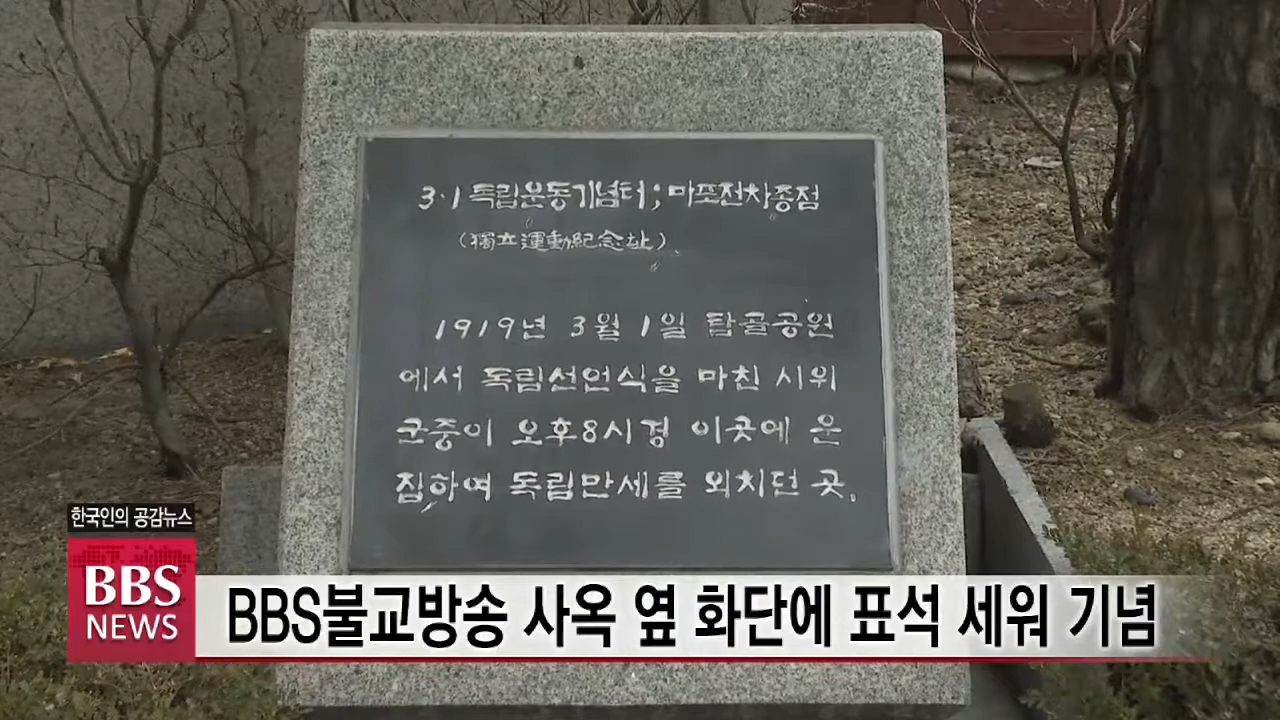 3·1 독립운동기념터; 마포전차종점
(獨立運動紀念址)
1919년 3월 1일 탑골공원
에서 독립선언식을 마친 시위
군중이 오후8시경 이곳에 운
집하여 독립만세를 외치던 곳.
한국인의 공감뉴스
BBS
NEWS
BBS불교방송 사옥 옆 화단에 표석 세워 기념